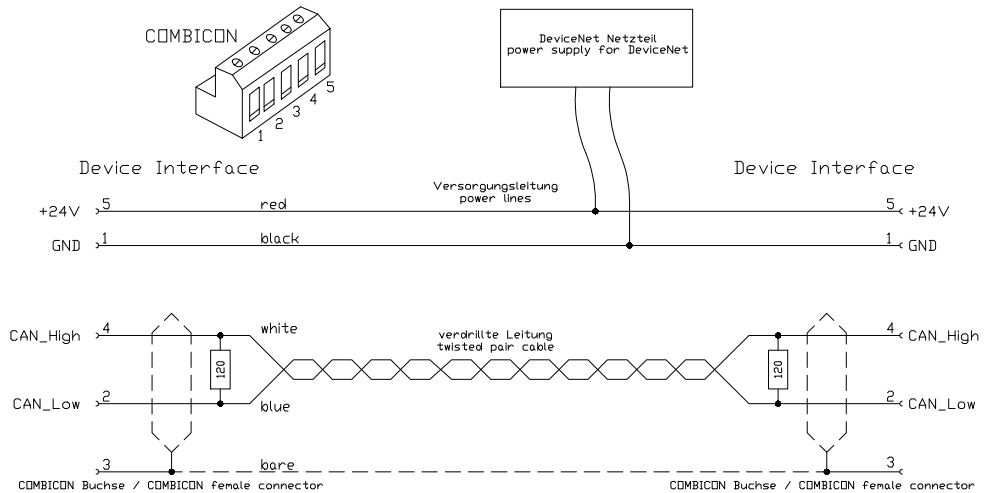 COMBICON
DeviceNet Netzteil
power supply for DeviceNet
1 2 3 4 5
Device Interface
Device Interface
Versorgungsleitung
power lines
+24V 5 red 5 +24V
GND 1 black 1 GND
CAN_High 4 white 4 CAN_High
verdrillte Leitung
twisted pair cable
120 120
CAN_Low 2 blue 2 CAN_Low
3 bare 3
COMBICON Buchse / COMBICON female connector
COMBICON Buchse / COMBICON female connector